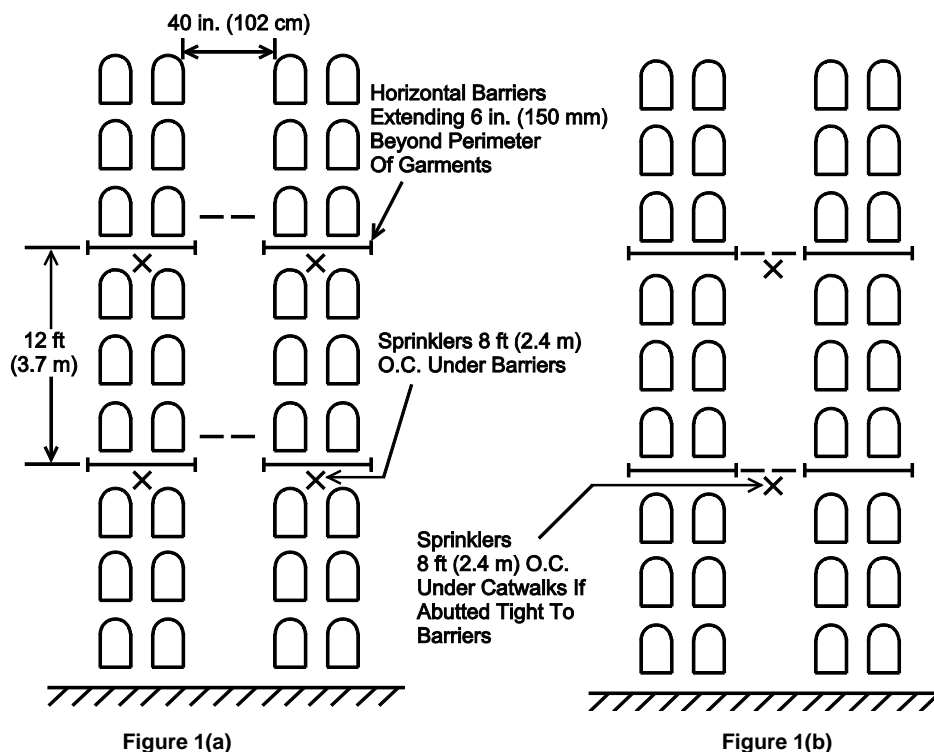 40 in. (102 cm)
Horizontal Barriers
Extending 6 in. (150 mm)
Beyond Perimeter
Of Garments
12 ft
(3.7 m)
Sprinklers 8 ft (2.4 m)
O.C. Under Barriers
Sprinklers
8 ft (2.4 m) O.C.
Under Catwalks If
Abutted Tight To
Barriers
Figure 1(a)
Figure 1(b)